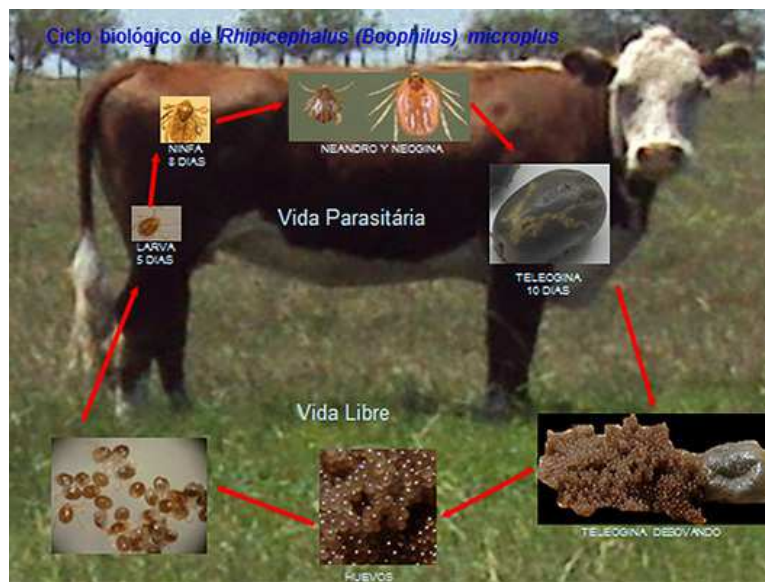 Ciclo biológico de Rhipicephalus (Boophilus) microplus
NINFA
8 DIAS
NEANDRO Y NEOGINA
Vida Parasitária
LARVA
5 DIAS
TELEOGINA
10 DIAS
Vida Libre
TELEOGINA DESOVANDO
HUEVOS